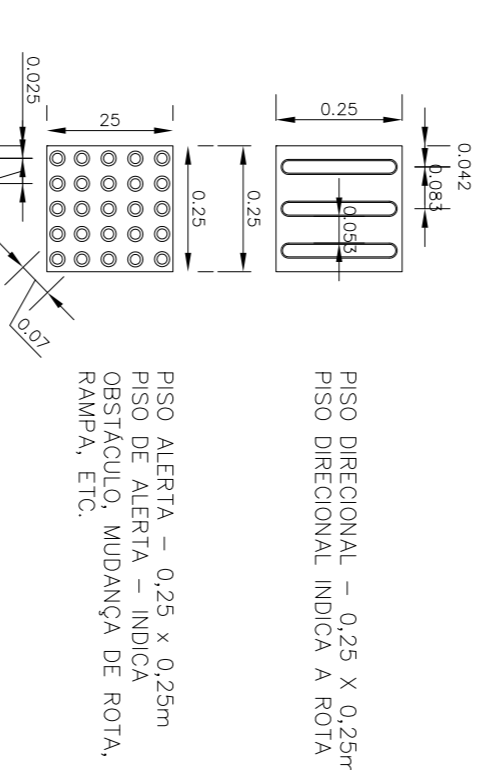 0.042
0.083
0.25
0.053
PISO DIRECIONAL – 0,25 X 0,25m
PISO DIRECIONAL INDICA A ROTA
0.25
0.25
25
0.025
0.07
PISO ALERTA – 0,25 x 0,25m
PISO DE ALERTA – INDICA
OBSTÁCULO, MUDANÇA DE ROTA,
RAMPA, ETC.